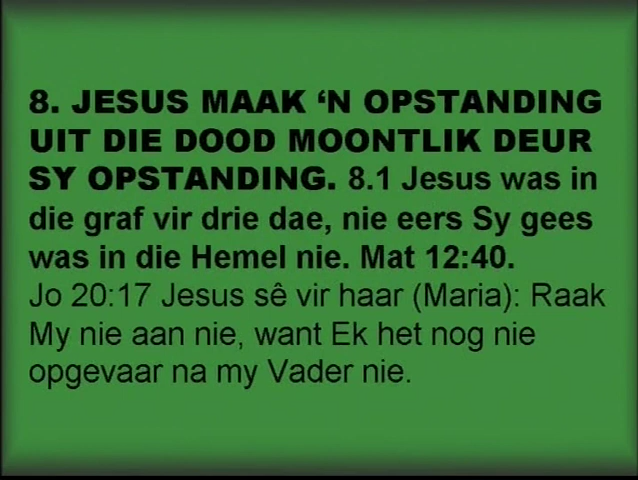 8. JESUS MAAK ‘N OPSTANDING
UIT DIE DOOD MOONTLIK DEUR
SY OPSTANDING. 8.1 Jesus was in
die graf vir drie dae, nie eers Sy gees
was in die Hemel nie. Mat 12:40.
Jo 20:17 Jesus sê vir haar (Maria): Raak
My nie aan nie, want Ek het nog nie
opgevaar na my Vader nie.